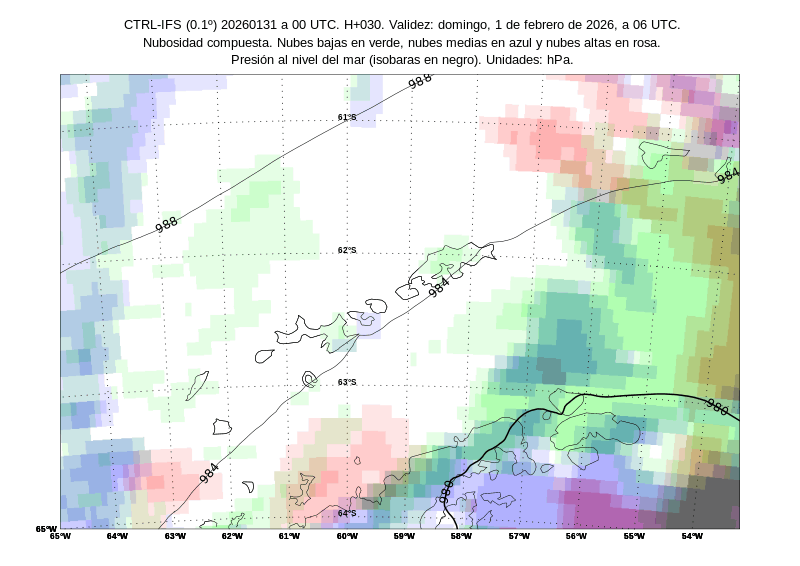 CTRL-IFS (0.1º) 20260131 a 00 UTC. H+030. Validez: domingo, 1 de febrero de 2026, a 06 UTC.
Nubosidad compuesta. Nubes bajas en verde, nubes medias en azul y nubes altas en rosa.
Presión al nivel del mar (isobaras en negro). Unidades: hPa.
988
61°S
984
988
62°S
984
63°S
980
984
980
64°S
65°W
65°W 64°W 63°W 62°W 61°W 60°W 59°W 58°W 57°W 56°W 55°W 54°W